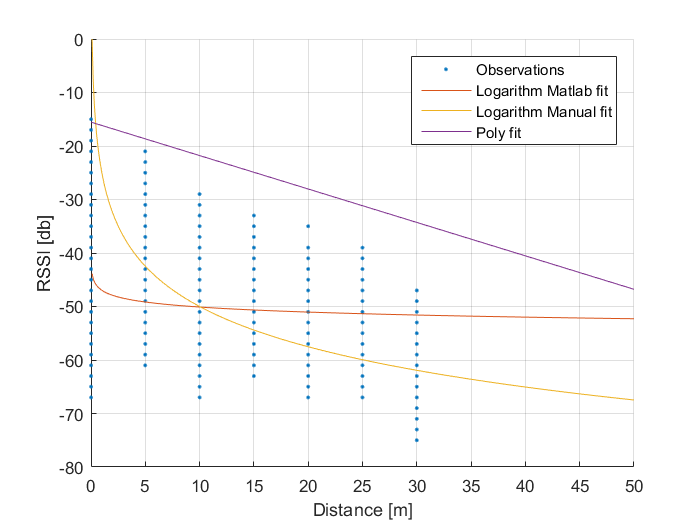 0
-10
-20
-30
-40
-50
-60
-70
-80
RSSI [db]
Observations
Logarithm Matlab fit
Logarithm Manual fit
Poly fit
0 5 10 15 20 25 30 35 40 45 50
Distance [m]